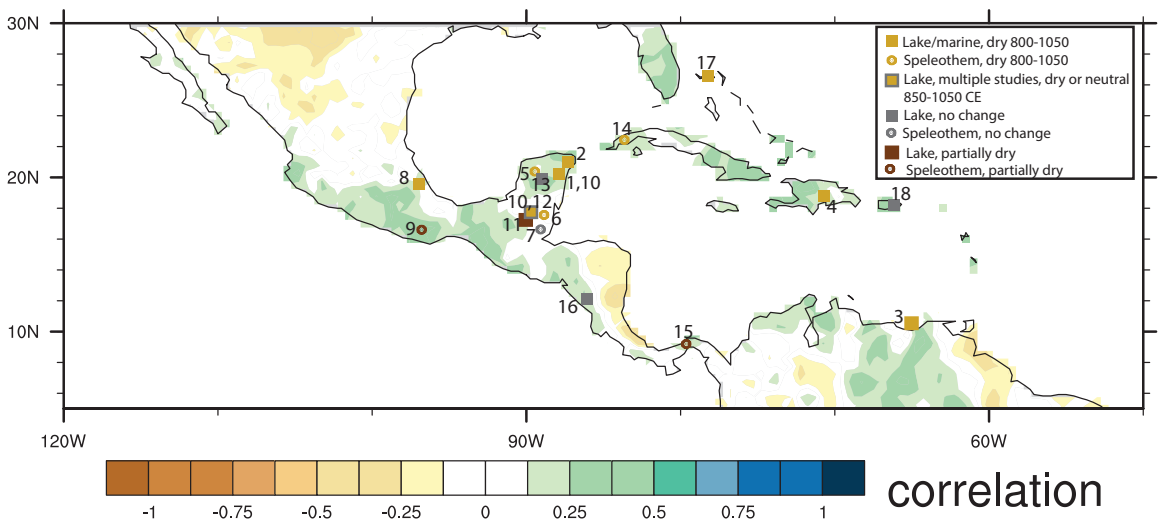 30N
17
Lake/marine, dry 800-1050
Speleothem, dry 800-1050
Lake, multiple studies, dry or neutral
850-1050 CE
Lake, no change
Speleothem, no change
Lake, partially dry
Speleothem, partially dry
14
2
20N
8
5
13
1,10
18
10,12
4
11
6
9
7
16
3
10N
15
120W
90W
60W
-1
-0.75
-0.5
-0.25
0
0.25
0.5
0.75
1
correlation